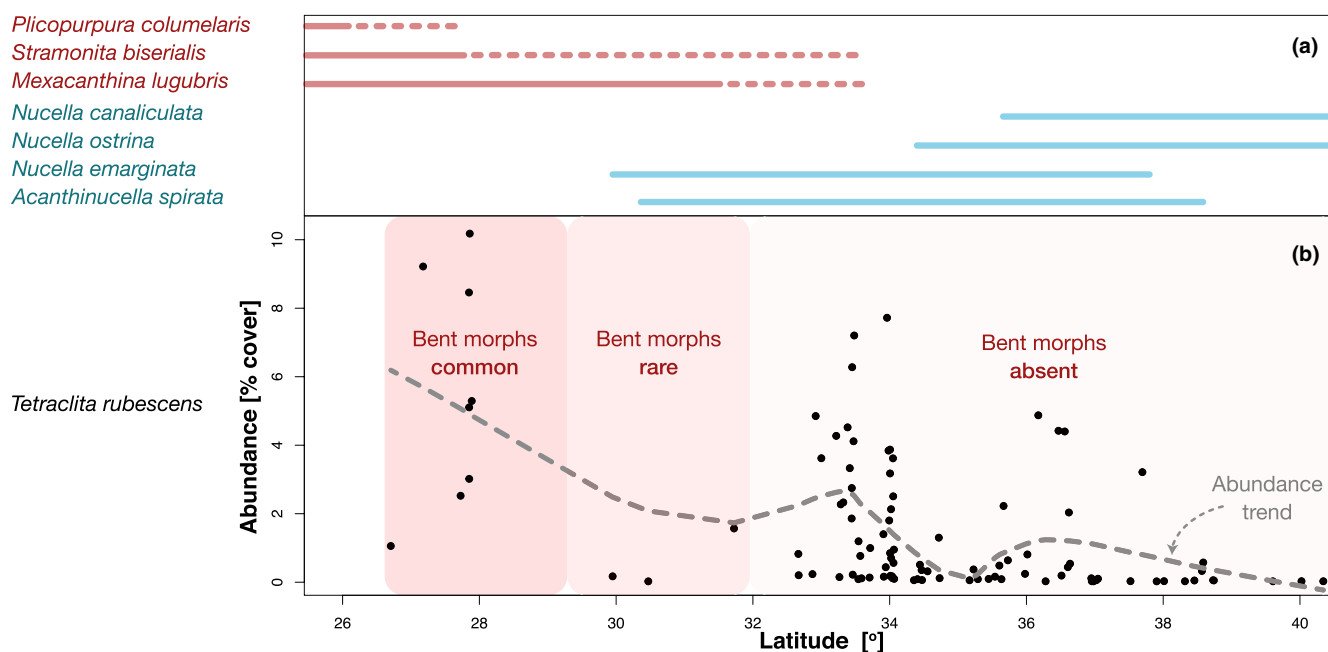 Plicopurpura columelaris
Stramonita biserialis
Mexacanthina lugubris
Nucella canaliculata
Nucella ostrina
Nucella emarginata
Acanthinucella spirata
(a)
(b)
Tetraclita rubescens
Abundance [% cover]
10
8
6
4
2
0
Bent morphs
common
Bent morphs
rare
Bent morphs
absent
Abundance
trend
26 28 30 32 34 36 38 40
Latitude [º]